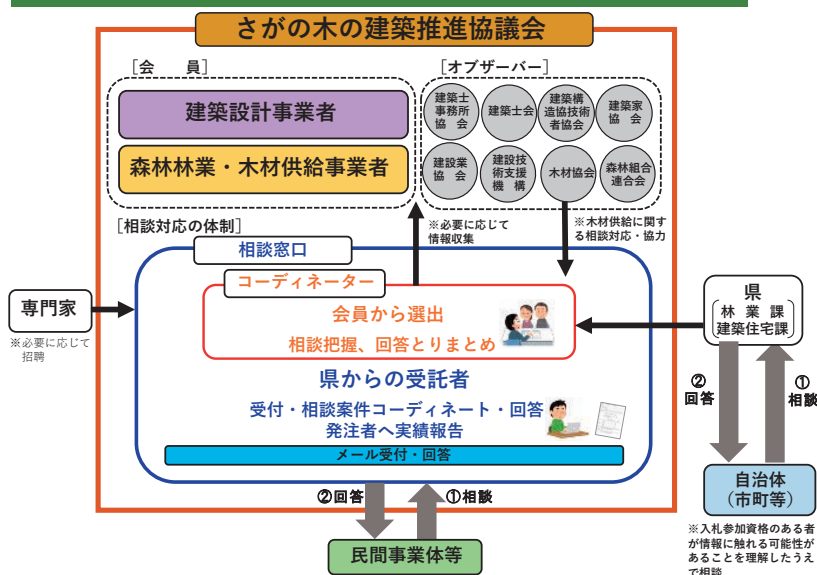 さがの木の建築推進協議会
[会　員]
建築設計事業者
森林林業・木材供給事業者
[オブザーバー]
建築士
事務所
協　会
建築士会
建築構
造協技術
者協会
建築家
協　会
建設業
協　会
建設技
術支援
機　構
木材協会
森林組合
連合会
[相談対応の体制]
※必要に応じて
情報収集
※木材供給に関す
る相談対応・協力
相談窓口
コーディネーター
会員から選出
相談把握、回答とりまとめ
県からの受託者
受付・相談案件コーディネート・回答
発注者へ実績報告
メール受付・回答
専門家
※必要に応じて
招聘
県
林　業　課
建築住宅課
②
回答
①
相談
自治体
（市町等）
※入札参加資格のある者
が情報に触れる可能性が
あることを理解したうえ
で相談
②回答
①相談
民間事業体等